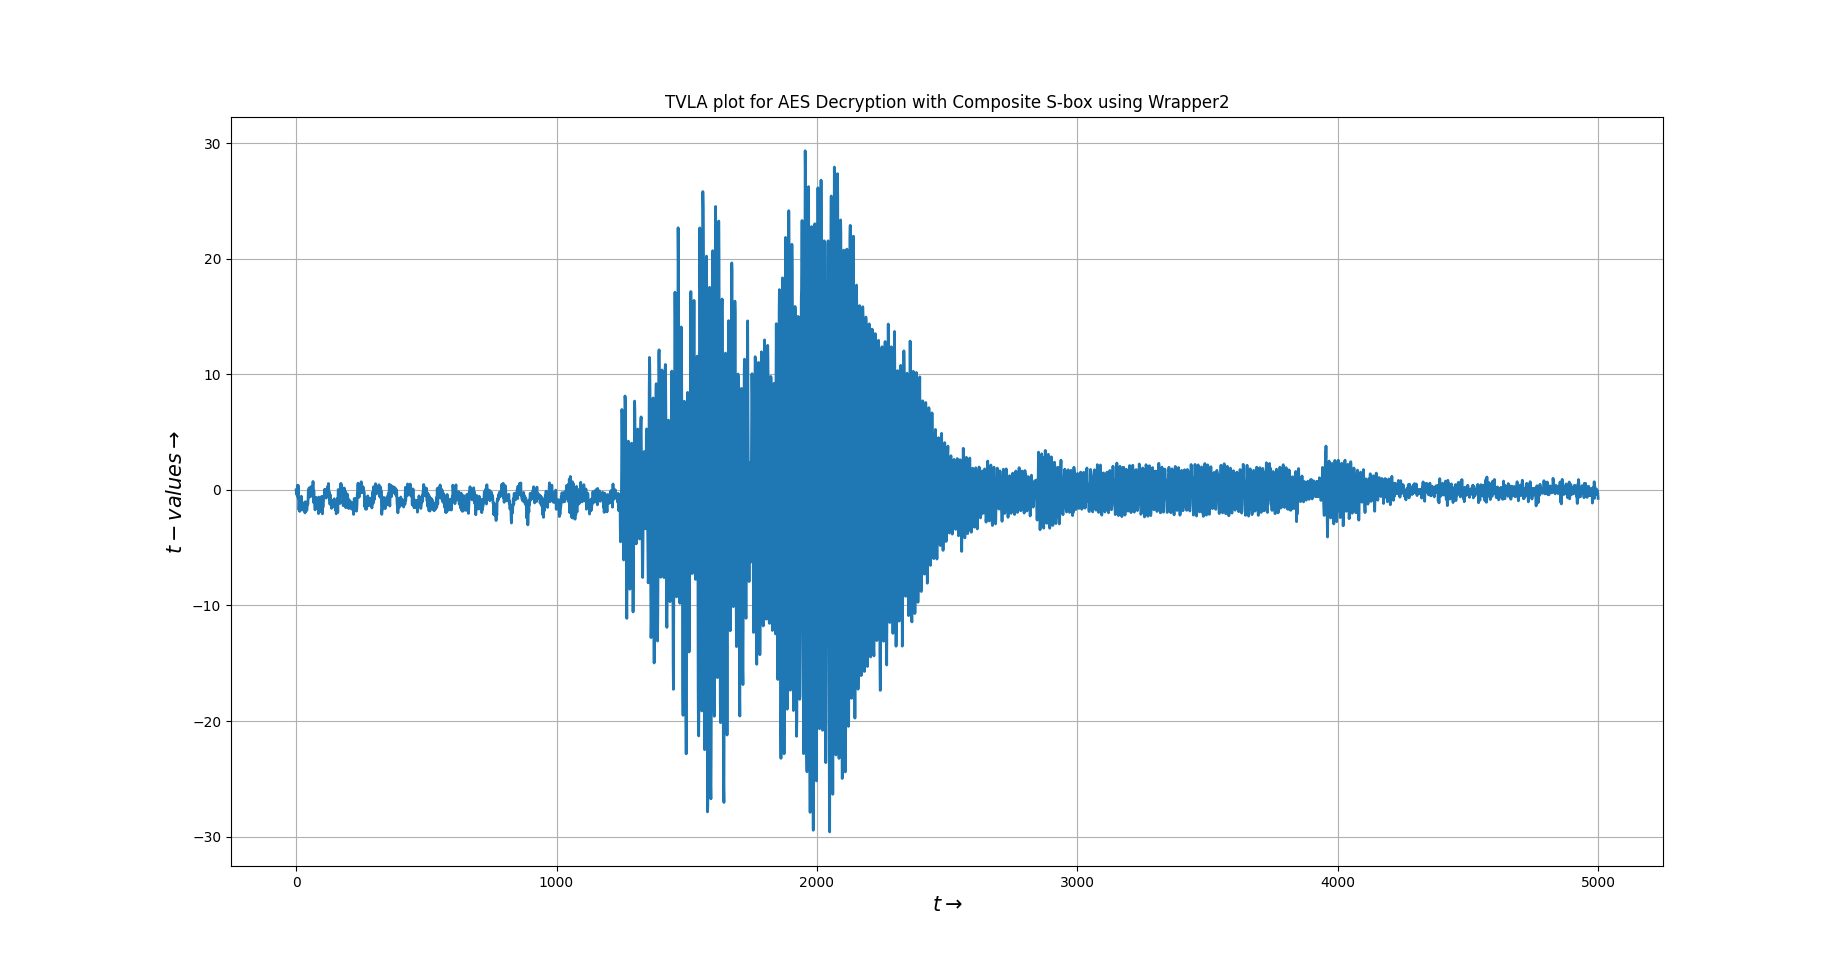 TVLA plot for AES Decryption with Composite S-box using Wrapper2
30
20
10
0
−10
−20
−30
t − values →
0 1000 2000 3000 4000 5000
t →